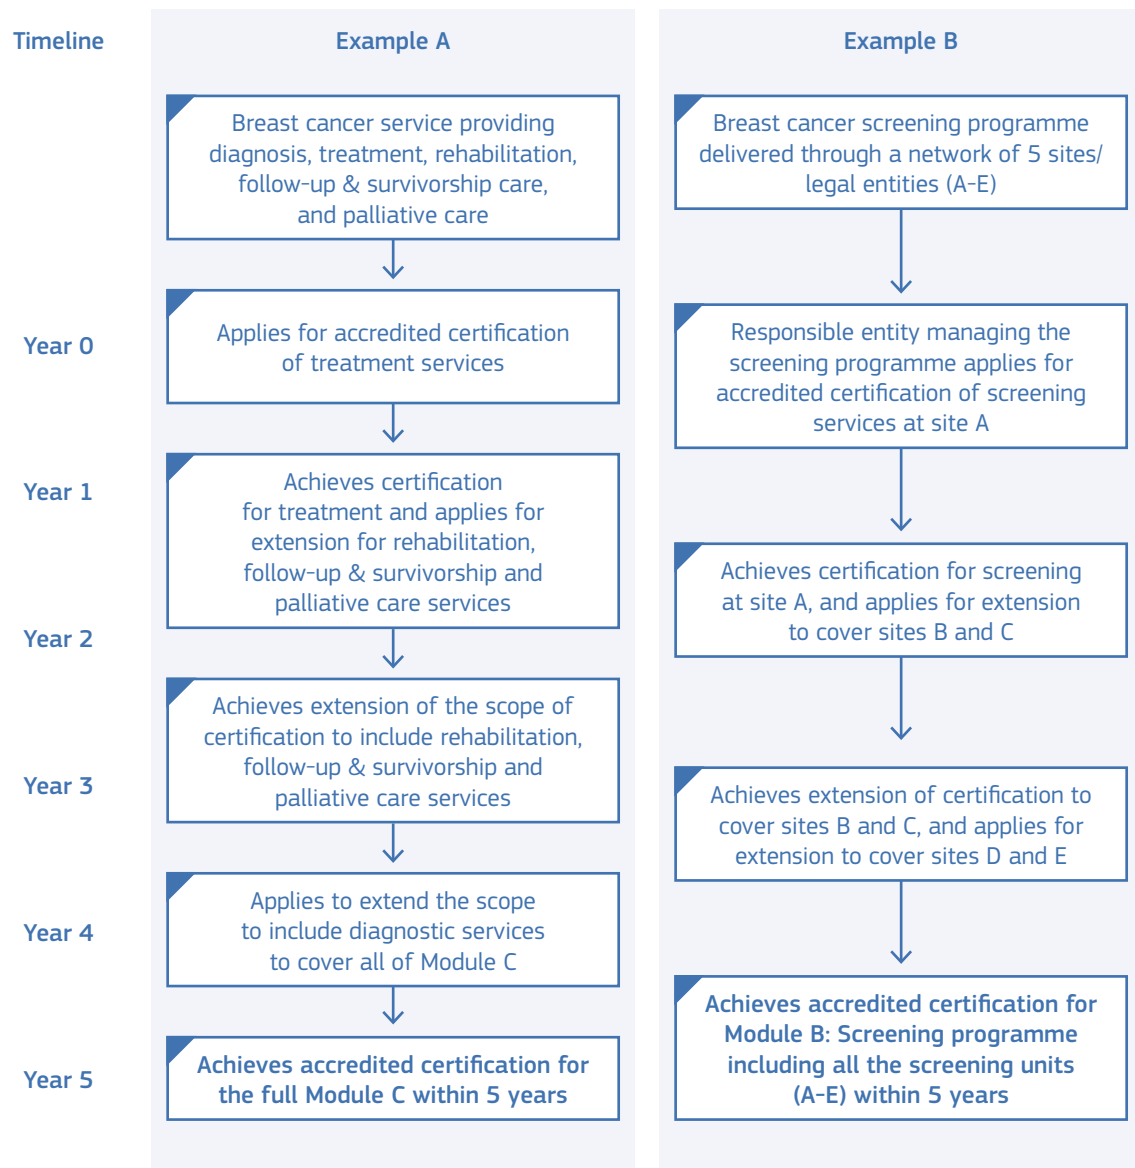 Timeline
Example A
Example B
Breast cancer service providing
diagnosis, treatment, rehabilitation,
follow-up & survivorship care,
and palliative care
Breast cancer screening programme
delivered through a network of 5 sites/
legal entities (A-E)
Year 0
Applies for accredited certification
of treatment services
Responsible entity managing the
screening programme applies for
accredited certification of screening
services at site A
Year 1
Achieves certification
for treatment and applies for
extension for rehabilitation,
follow-up & survivorship and
palliative care services
Achieves certification for screening
at site A, and applies for extension
to cover sites B and C
Year 2
Achieves extension of the scope of
certification to include rehabilitation,
follow-up & survivorship and
palliative care services
Year 3
Achieves extension of certification to
cover sites B and C, and applies for
extension to cover sites D and E
Year 4
Applies to extend the scope
to include diagnostic services
to cover all of Module C
Year 5
Achieves accredited certification for
the full Module C within 5 years
Achieves accredited certification for
Module B: Screening programme
including all the screening units
(A-E) within 5 years